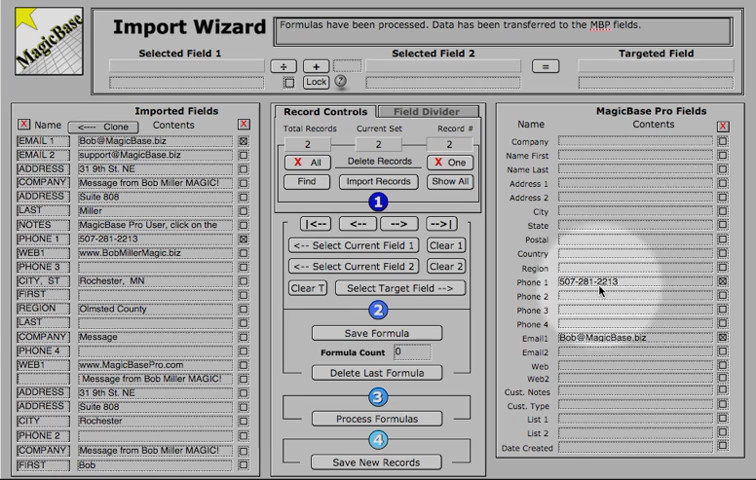 MagicBase
Import Wizard
Formulas have been processed. Data has been transferred to the MBP fields.
Selected Field 1
Selected Field 2
Targeted Field
÷
+
=
Lock
?
Imported Fields
X Name
<---- Clone
Contents
X
EMAIL 1 Bob@MagicBase.biz
EMAIL 2 support@MagicBase.biz
ADDRESS 31 9th St. NE
COMPANY Message from Bob Miller MAGIC!
ADDRESS Suite 808
LAST Miller
NOTES MagicBase Pro User, click on the
PHONE 1 507-281-2213
WEB1 www.BobMillerMagic.biz
PHONE 3
CITY, ST Rochester, MN
FIRST
REGION Olmsted County
LAST
COMPANY Message
PHONE 4
WEB1 www.MagicBasePro.com
Message from Bob Miller MAGIC!
ADDRESS 31 9th St. NE
ADDRESS Suite 808
CITY Rochester
PHONE 2
COMPANY Message from Bob Miller MAGIC!
FIRST Bob
Record Controls
Field Divider
Total Records
Current Set
Record #
2
2
2
X All
Delete Records
X One
Find
Import Records
Show All
1
|<--
<--
-->
-->|
<-- Select Current Field 1
Clear 1
<-- Select Current Field 2
Clear 2
Clear T
Select Target Field -->
2
Save Formula
Formula Count 0
Delete Last Formula
3
Process Formulas
4
Save New Records
MagicBase Pro Fields
Name
Contents
X
Company
Name First
Name Last
Address 1
Address 2
City
State
Postal
Country
Region
Phone 1 507-281-2213
Phone 2
Phone 3
Phone 4
Email1 Bob@MagicBase.biz
Email2
Web
Web2
Cust. Notes
Cust. Type
List 1
List 2
Date Created